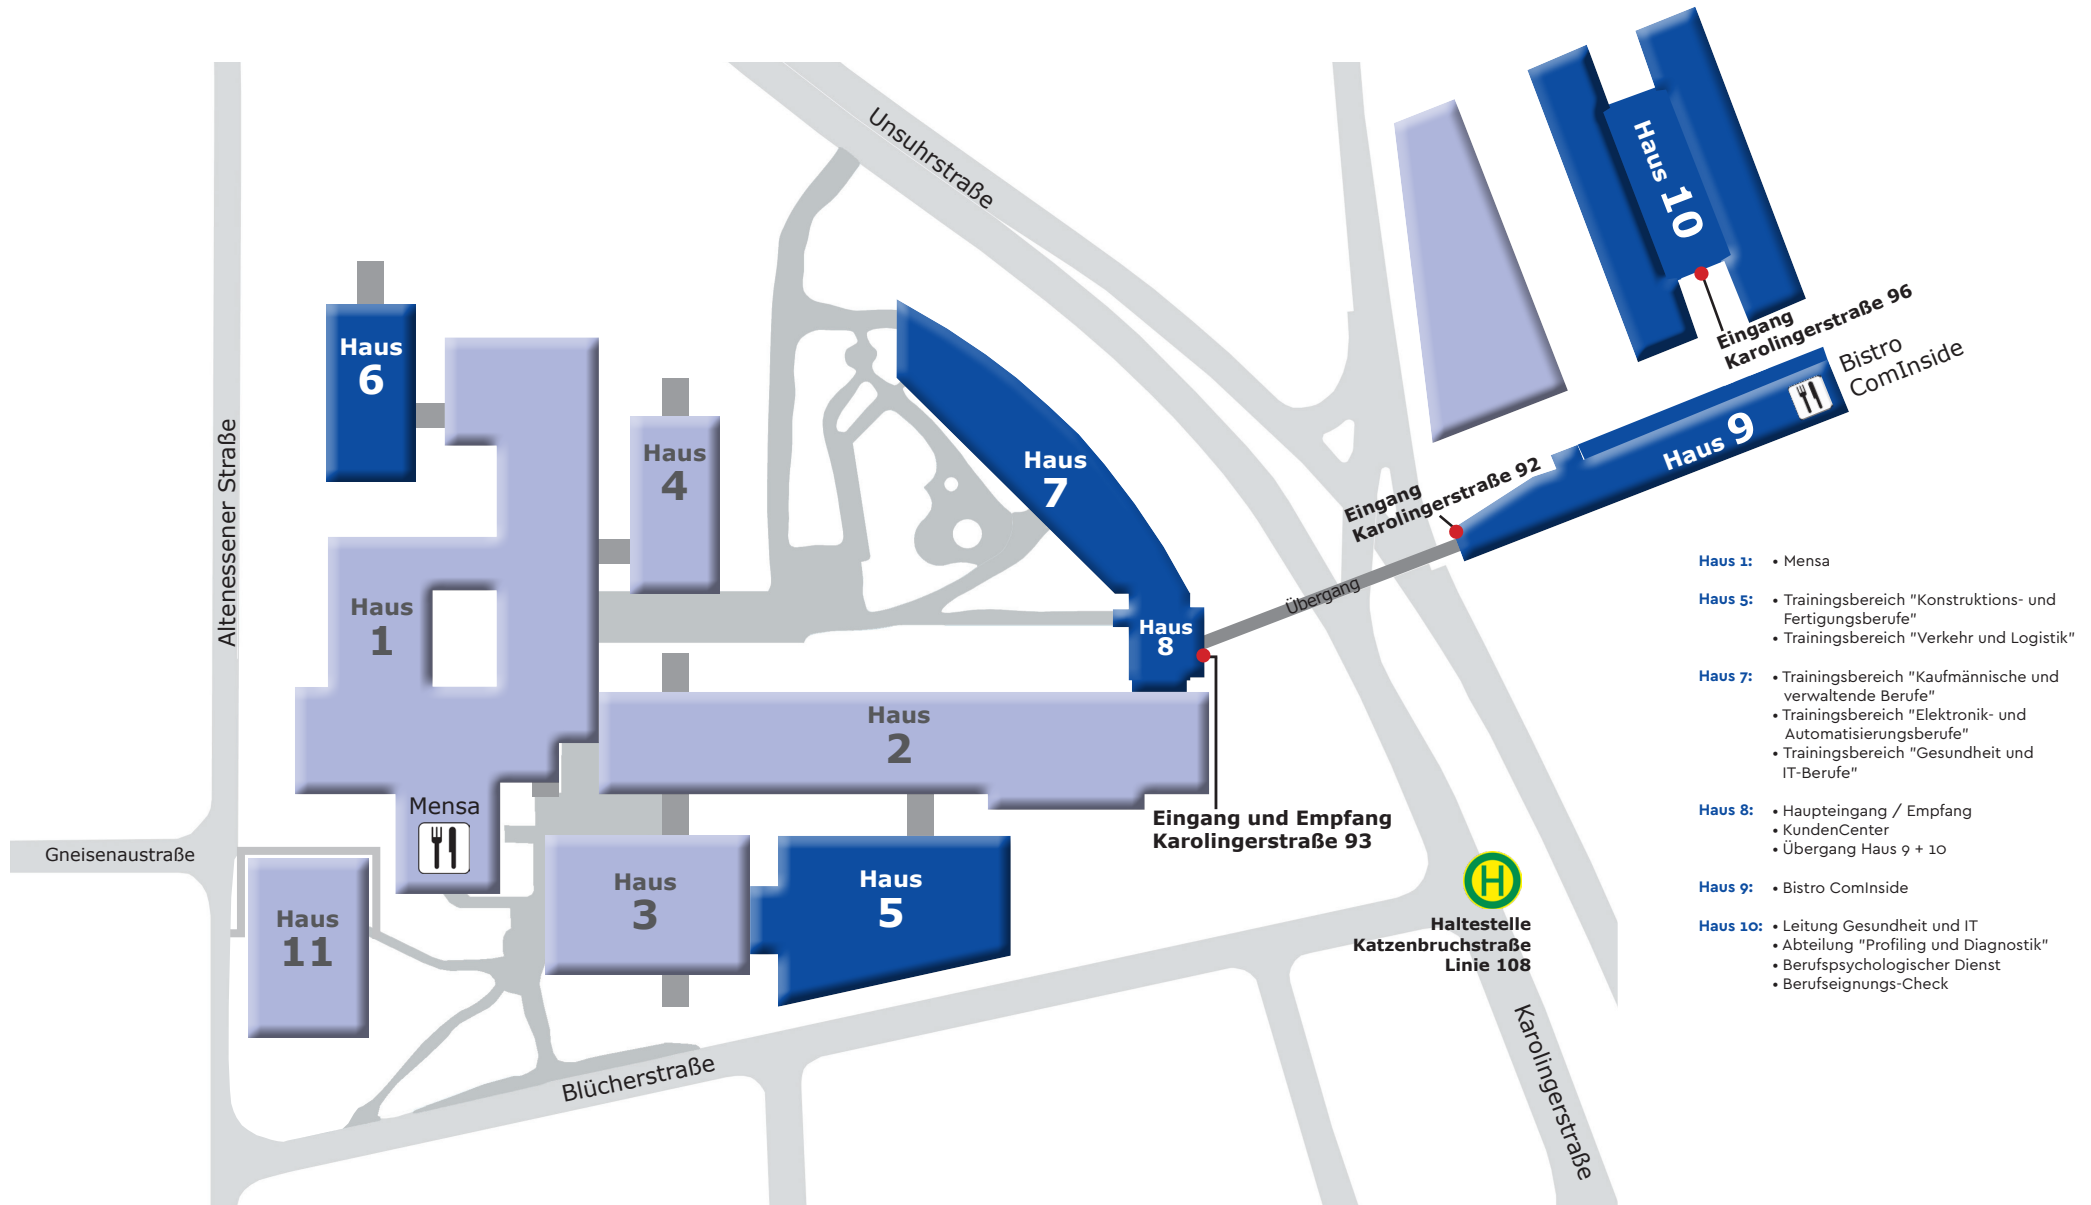 Unsuhrstraße
Haus 10
Eingang
Karolingerstraße 96
Bistro
ComInside
Haus
6
Altenessener Straße
Haus
4
Haus
7
Haus 9
Eingang
Karolingerstraße 92
Übergang
Haus
1
Haus
8
Haus
2
Mensa
Eingang und Empfang
Karolingerstraße 93
Gneisenaustraße
Haus
11
Haus
3
Haus
5
H
Haltestelle
Katzenbruchstraße
Linie 108
Blücherstraße
Karolingerstraße
Haus 1: • Mensa
Haus 5: • Trainingsbereich "Konstruktions- und
Fertigungsberufe"
• Trainingsbereich "Verkehr und Logistik"
Haus 7: • Trainingsbereich "Kaufmännische und
verwaltende Berufe"
• Trainingsbereich "Elektronik- und
Automatisierungsberufe"
• Trainingsbereich "Gesundheit und
IT-Berufe"
Haus 8: • Haupteingang / Empfang
• KundenCenter
• Übergang Haus 9 + 10
Haus 9: • Bistro ComInside
Haus 10: • Leitung Gesundheit und IT
• Abteilung "Profiling und Diagnostik"
• Berufspsychologischer Dienst
• Berufseignungs-Check